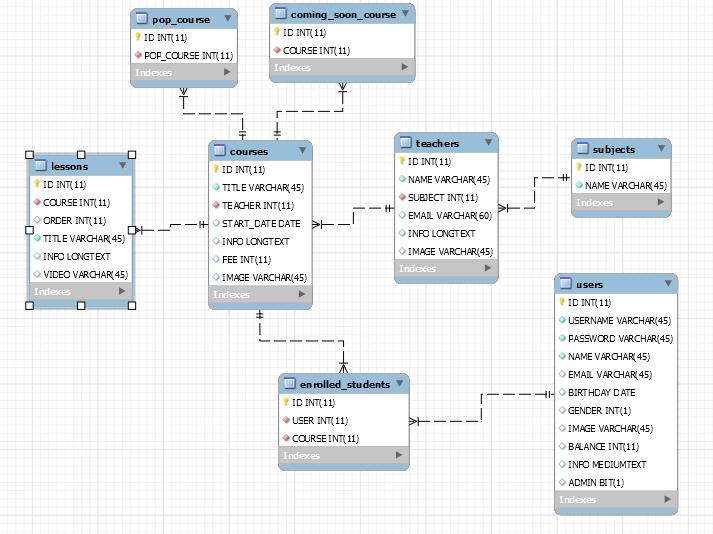 pop_course
ID INT(11)
POP_COURSE INT(11)
Indexes
coming_soon_course
ID INT(11)
COURSE INT(11)
Indexes
lessons
ID INT(11)
COURSE INT(11)
ORDER INT(11)
TITLE VARCHAR(45)
INFO LONGTEXT
VIDEO VARCHAR(45)
Indexes
courses
ID INT(11)
TITLE VARCHAR(45)
TEACHER INT(11)
START_DATE DATE
INFO LONGTEXT
FEE INT(11)
IMAGE VARCHAR(45)
Indexes
teachers
ID INT(11)
NAME VARCHAR(45)
SUBJECT INT(11)
EMAIL VARCHAR(60)
INFO LONGTEXT
IMAGE VARCHAR(45)
Indexes
subjects
ID INT(11)
NAME VARCHAR(45)
Indexes
users
ID INT(11)
USERNAME VARCHAR(45)
PASSWORD VARCHAR(45)
NAME VARCHAR(45)
EMAIL VARCHAR(45)
BIRTHDAY DATE
GENDER INT(1)
IMAGE VARCHAR(45)
BALANCE INT(11)
INFO MEDIUMTEXT
ADMIN BIT(1)
Indexes
enrolled_students
ID INT(11)
USER INT(11)
COURSE INT(11)
Indexes